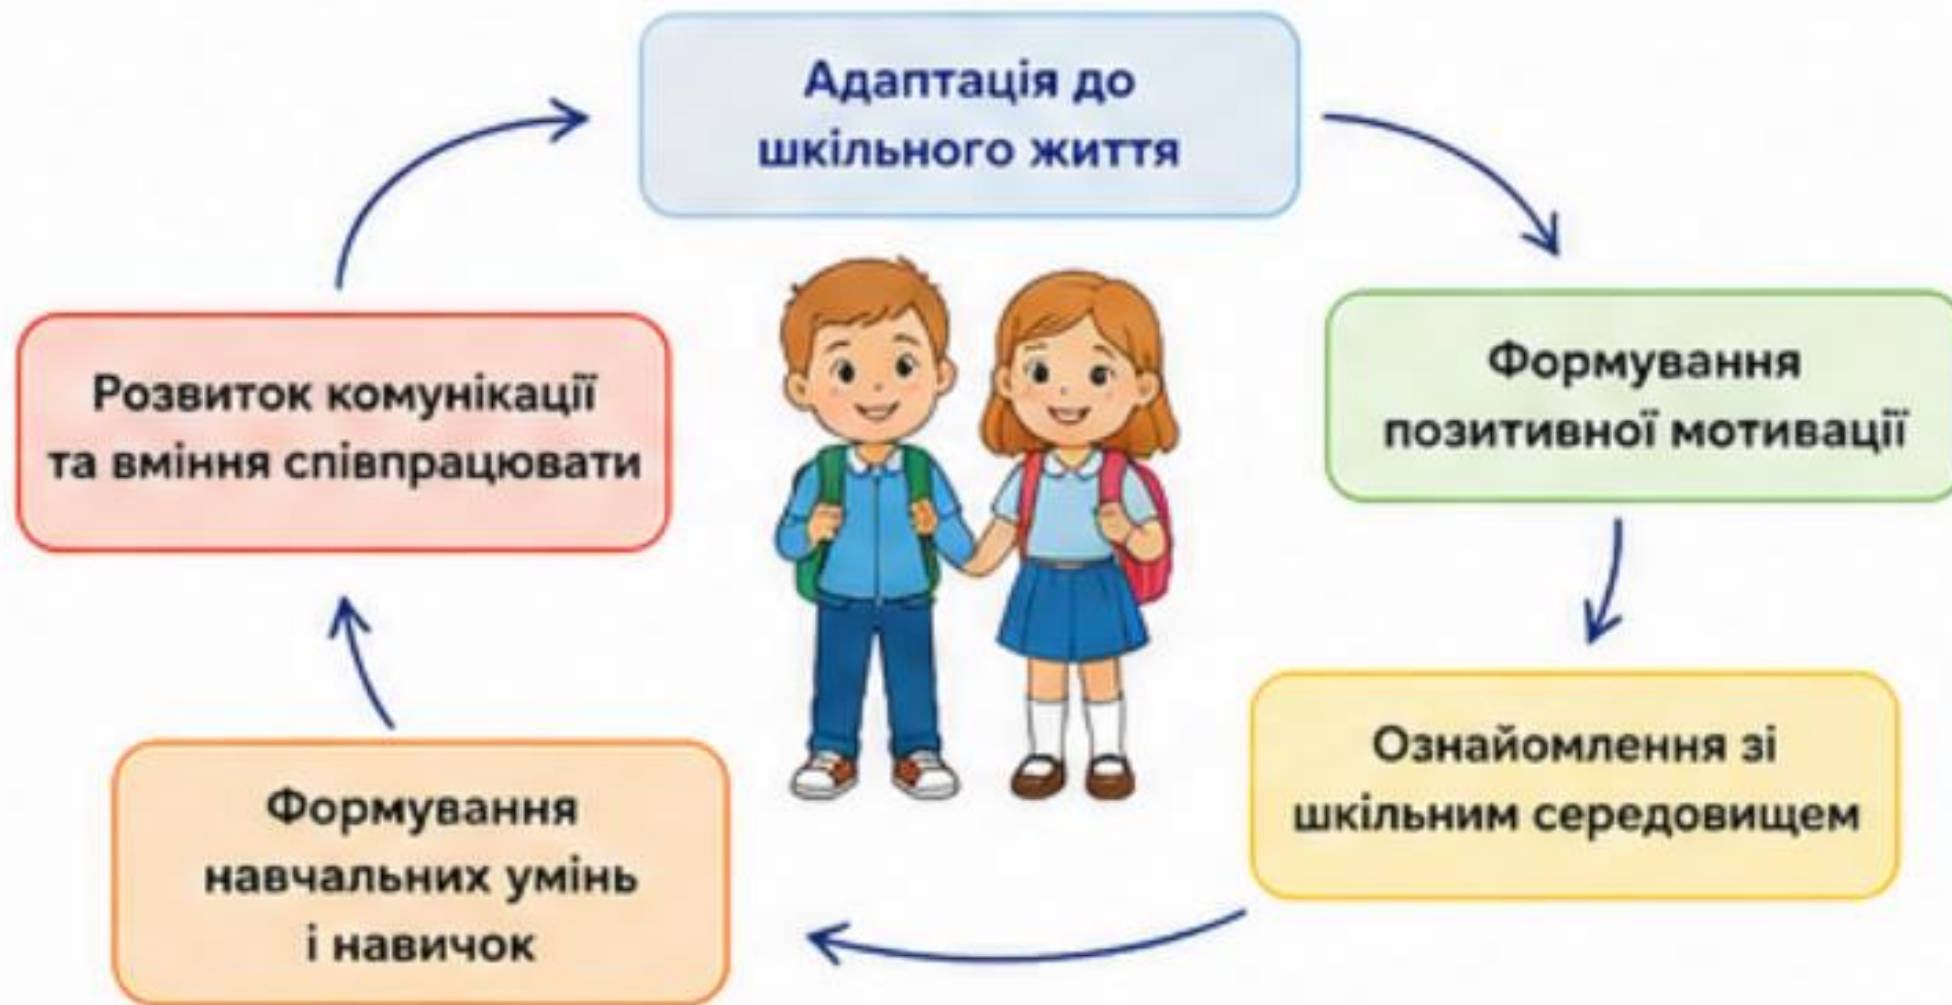 Адаптація до
шкільного життя
Формування
позитивної мотивації
Ознайомлення зі
шкільним середовищем
Формування
навчальних умінь
і навичок
Розвиток комунікації
та вміння співпрацювати